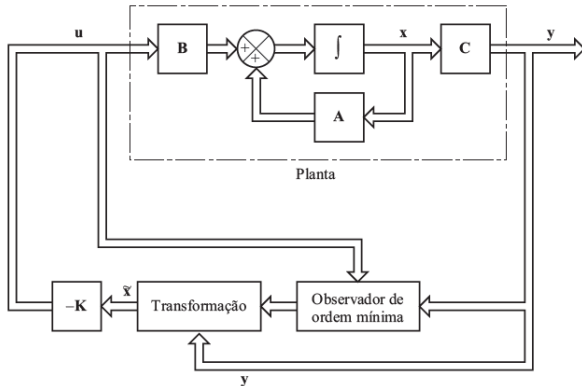 u
B
+
+
∫
x
C
y
A
Planta
–K
x̃
Transformação
Observador de
ordem mínima
y